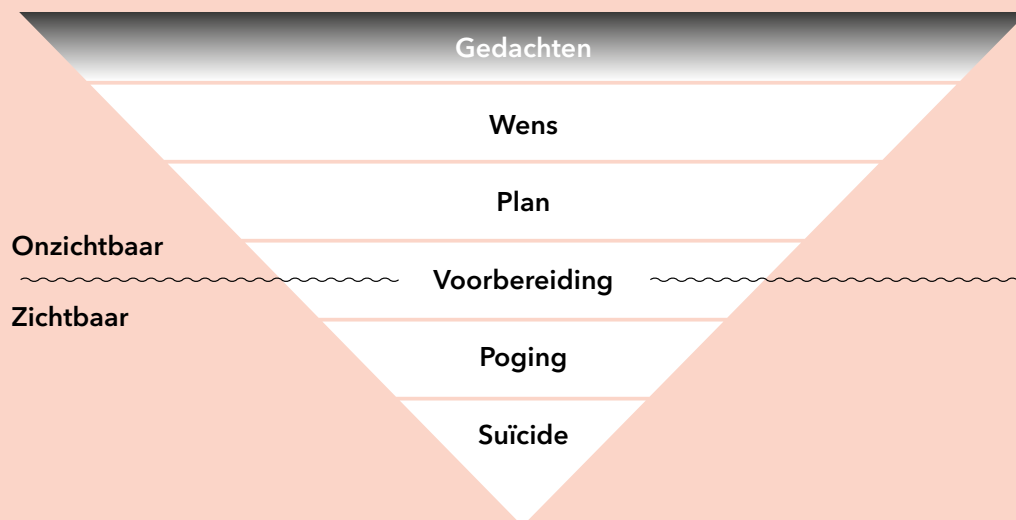 Gedachten
Wens
Plan
Onzichtbaar
Voorbereiding
Zichtbaar
Poging
Suïcide